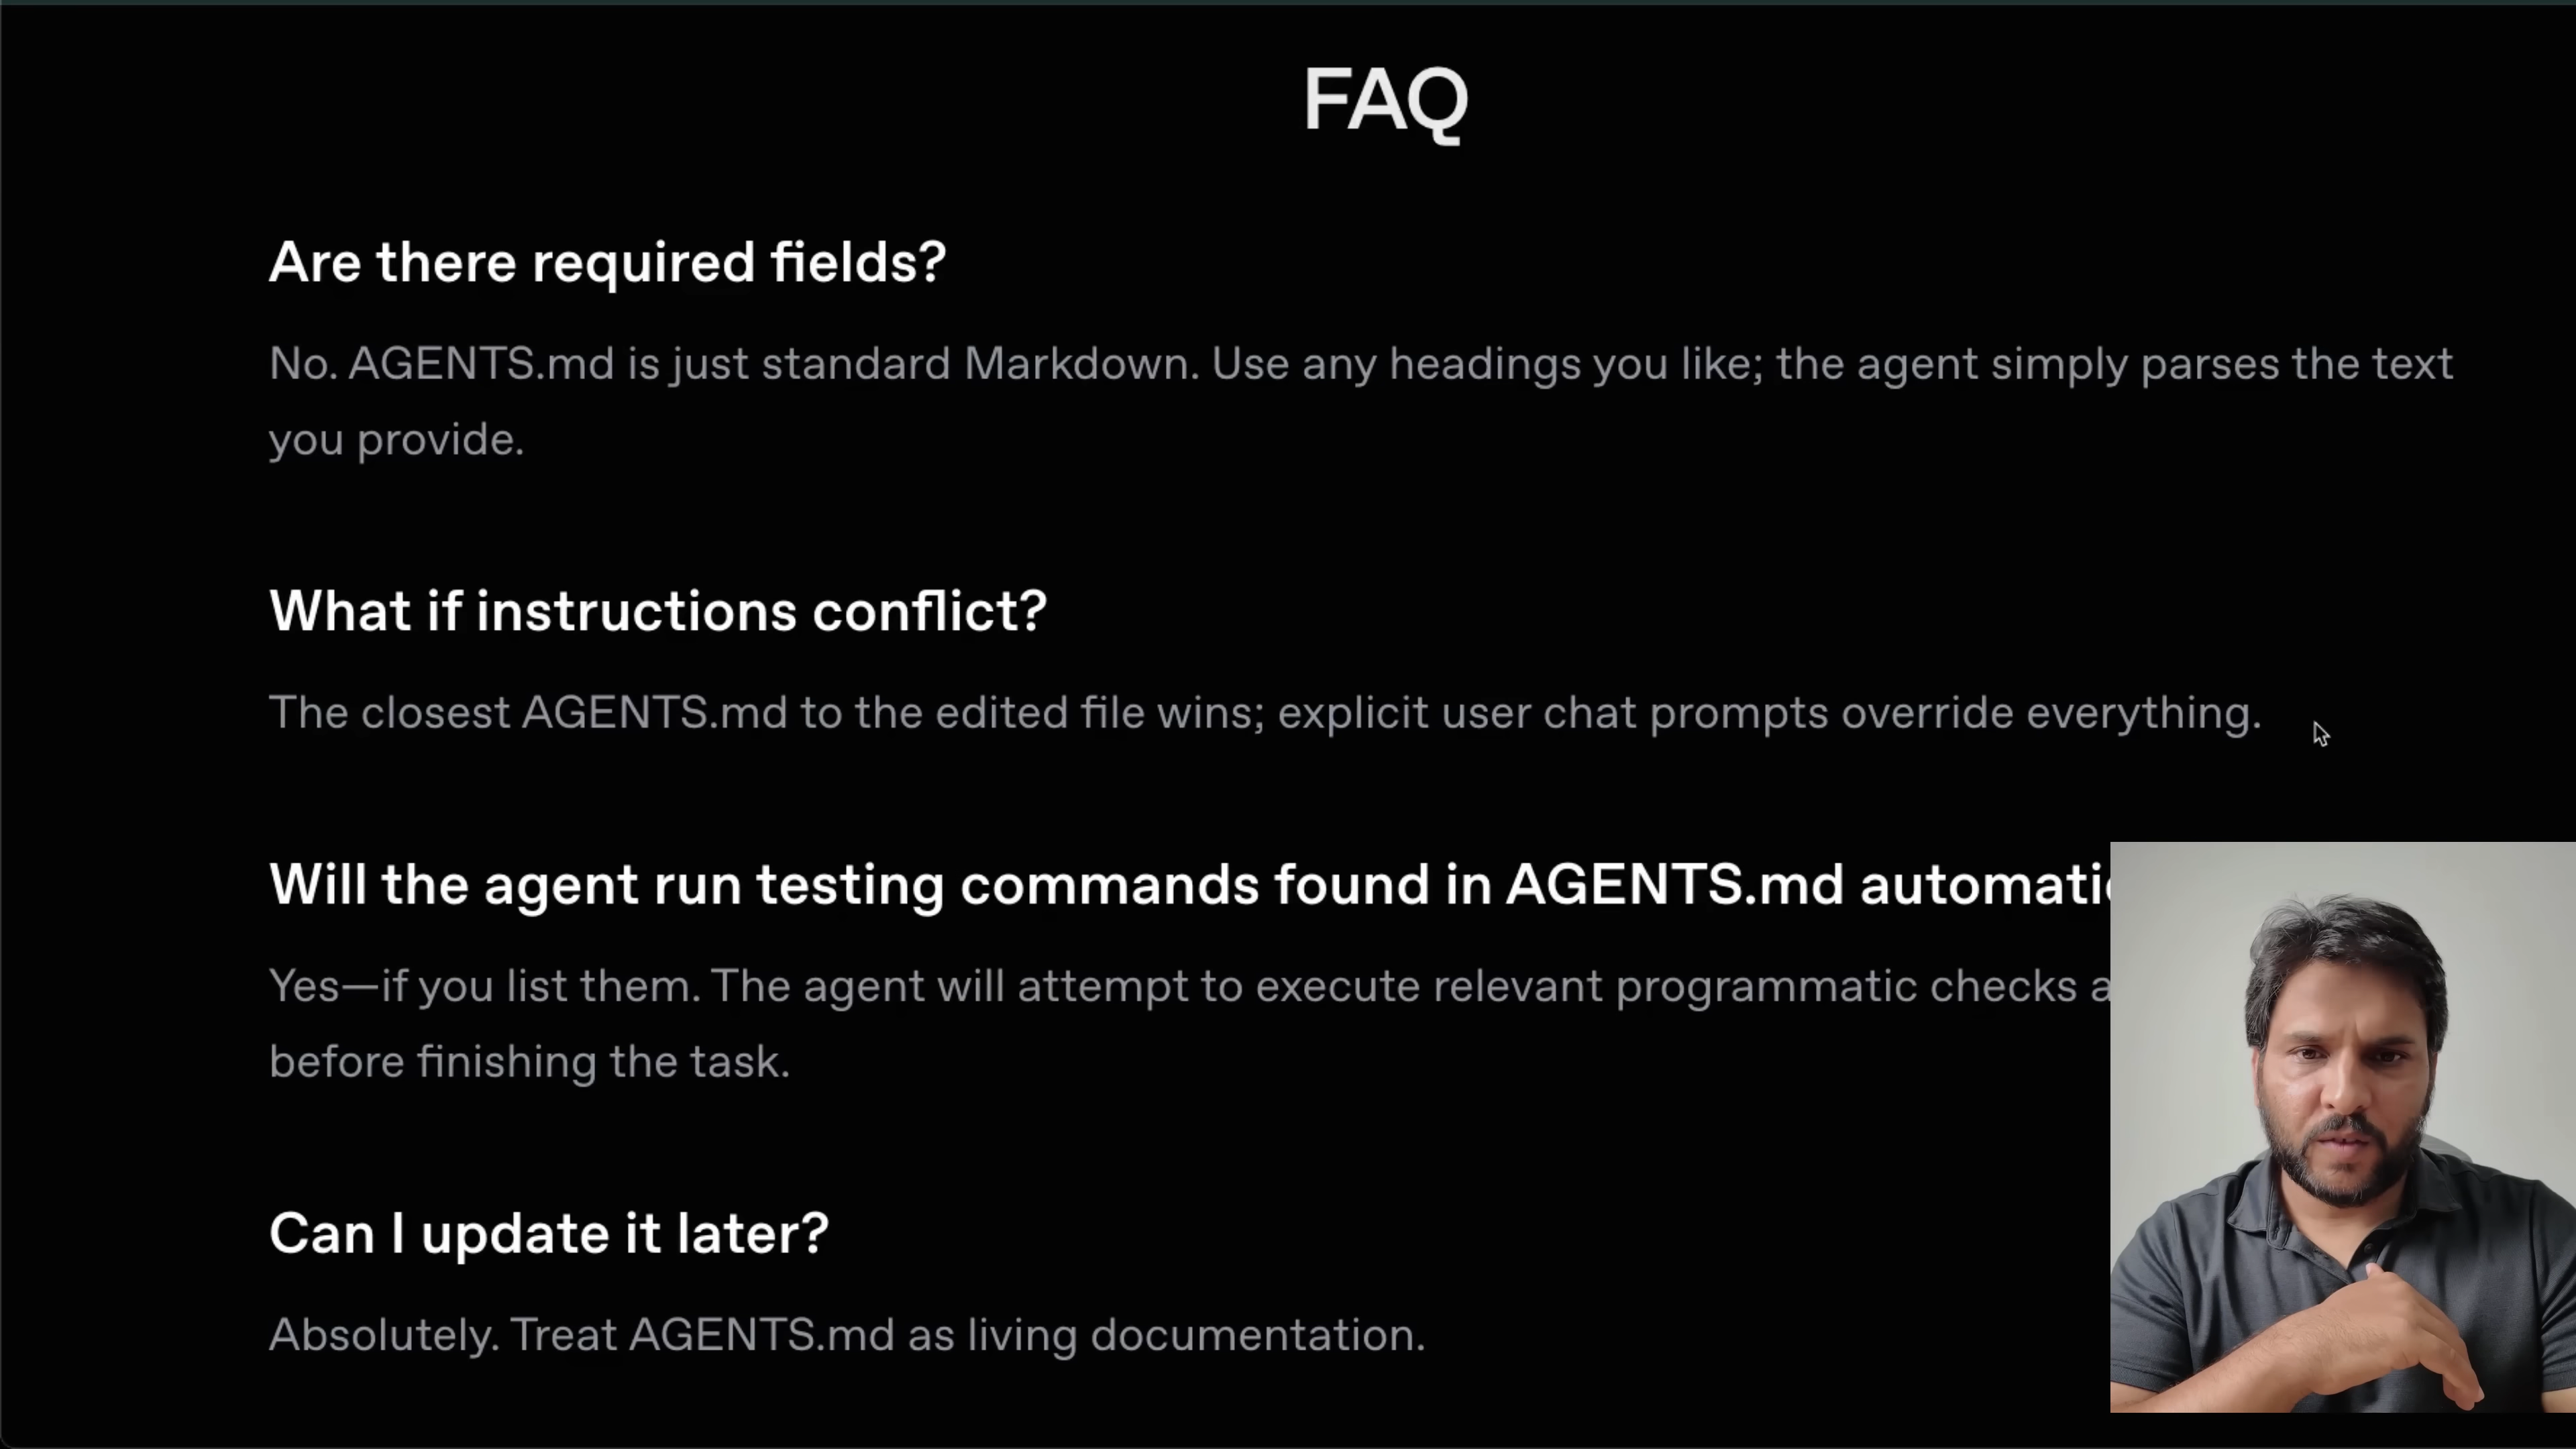 FAQ
Are there required fields?
No. AGENTS.md is just standard Markdown. Use any headings you like; the agent simply parses the text
you provide.
What if instructions conflict?
The closest AGENTS.md to the edited file wins; explicit user chat prompts override everything.
Will the agent run testing commands found in AGENTS.md
Yes—if you list them. The agent will attempt to execute relevant programmatic checks
before finishing the task.
Can I update it later?
Absolutely. Treat AGENTS.md as living documentation.